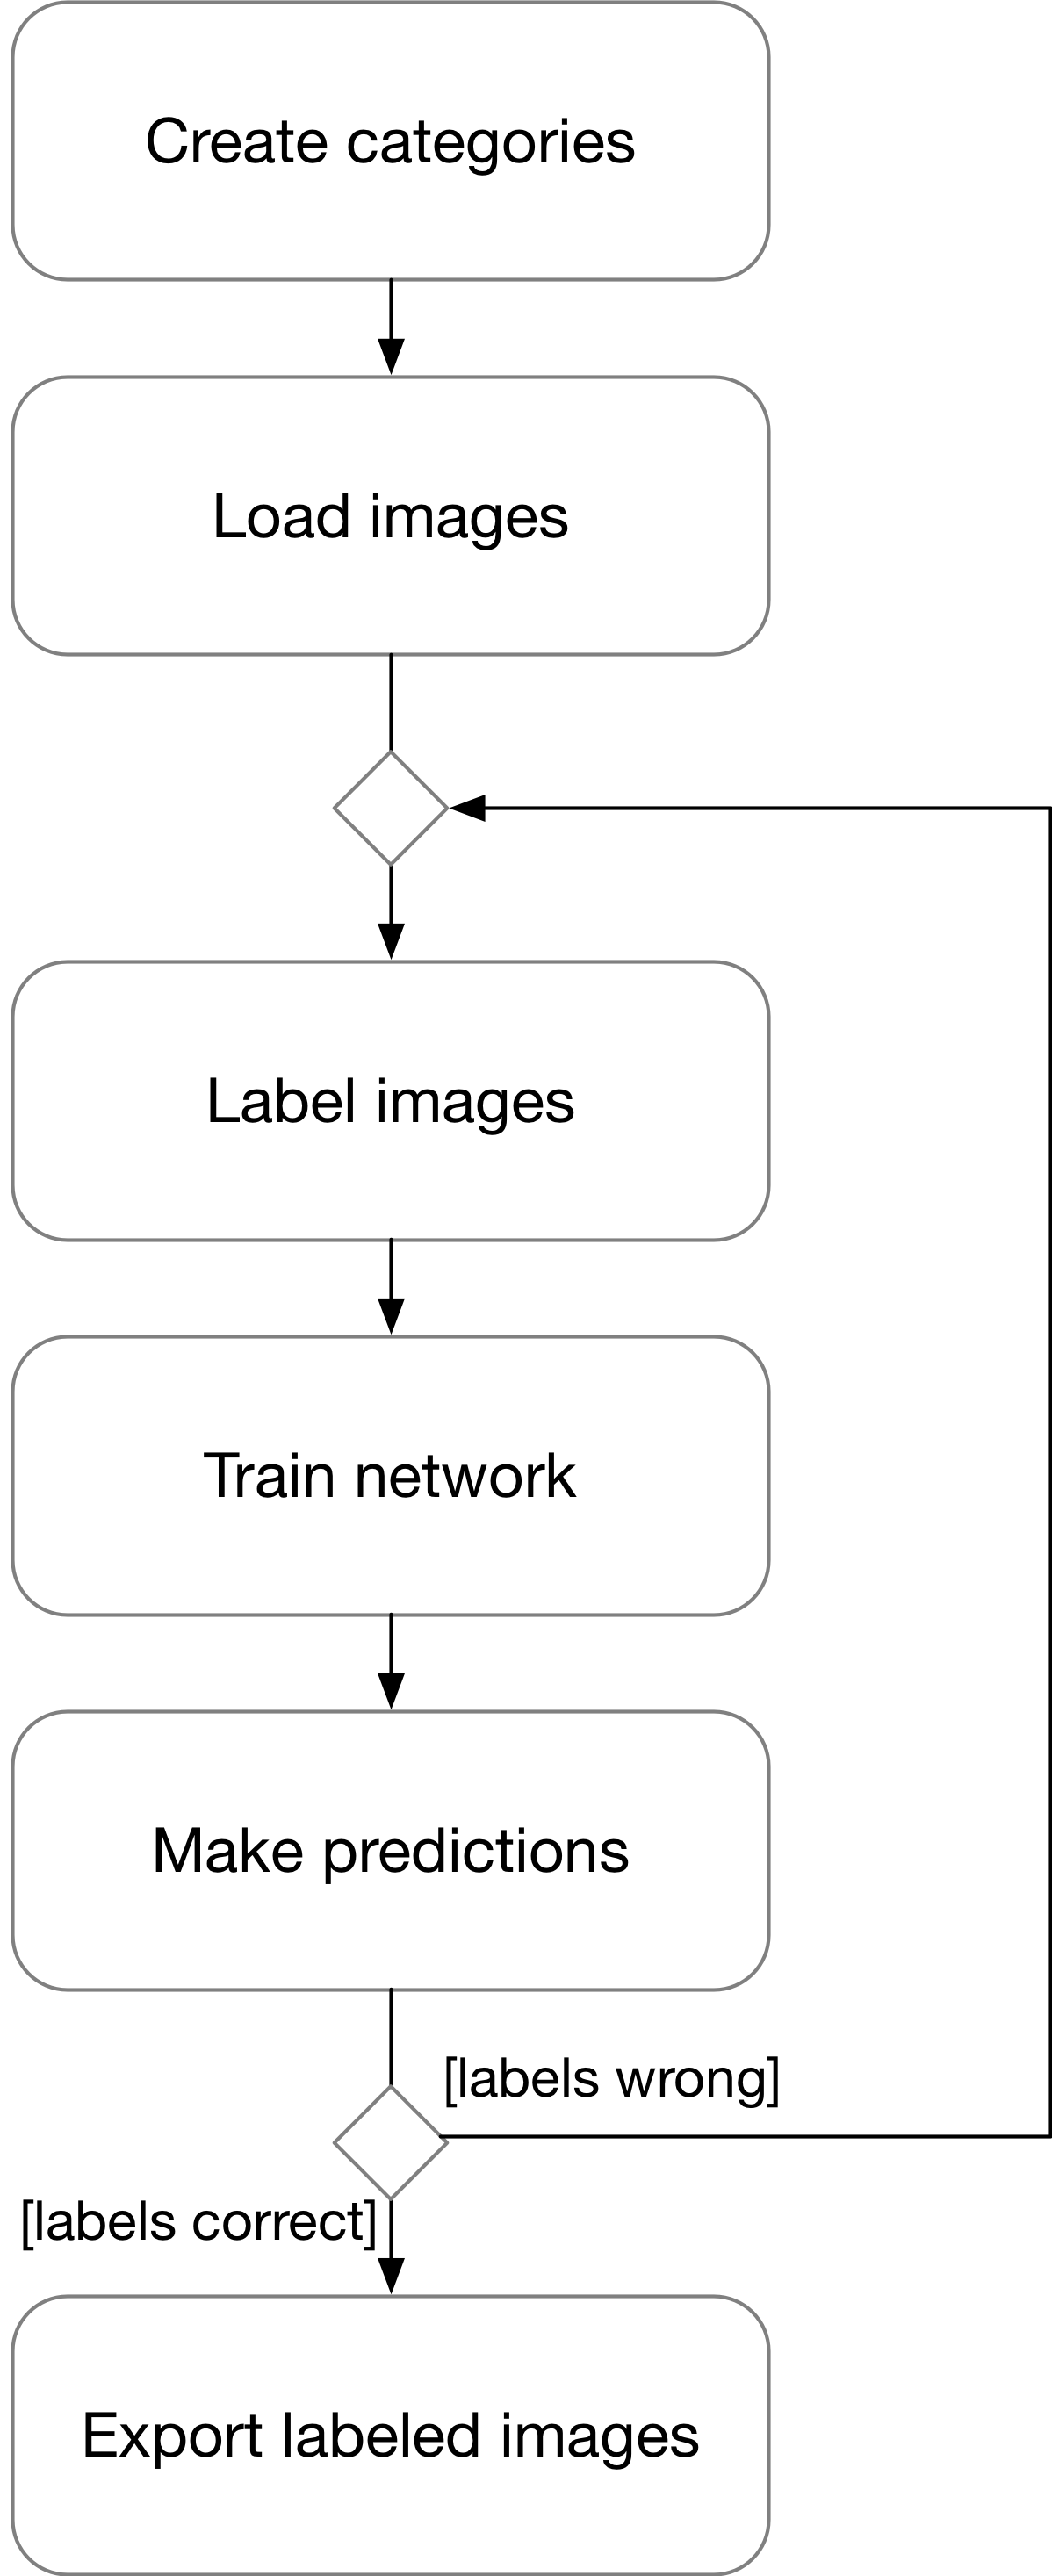 Create categories
Load images
Label images
Train network
Make predictions
[labels wrong]
[labels correct]
Export labeled images